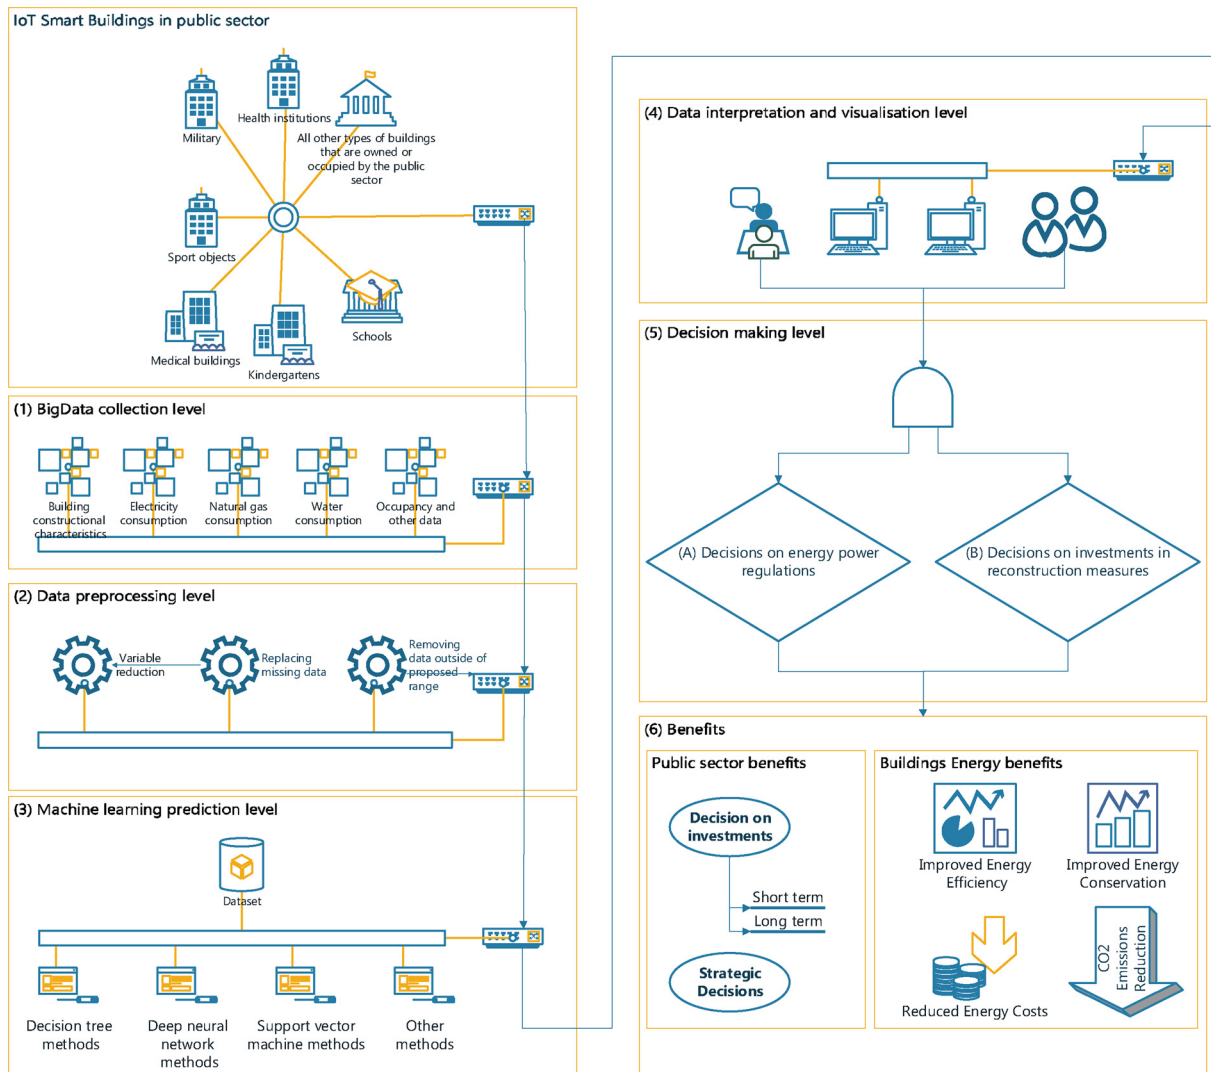 IoT Smart Buildings in public sector
Military
Health institutions
All other types of buildings
that are owned or
occupied by the public
sector
Sport objects
Medical buildings
Kindergartens
Schools
(1) BigData collection level
Building
constructional
characteristics
Electricity
consumption
Natural gas
consumption
Water
consumption
Occupancy and
other data
(2) Data preprocessing level
Variable
reduction
Replacing
missing data
Removing
data outside of
proposed
range
(3) Machine learning prediction level
Dataset
Decision tree
methods
Deep neural
network
methods
Support vector
machine methods
Other
methods
(4) Data interpretation and visualisation level
(5) Decision making level
(A) Decisions on energy power
regulations
(B) Decisions on investments in
reconstruction measures
(6) Benefits
Public sector benefits
Decision on
investments
Short term
Long term
Strategic
Decisions
Buildings Energy benefits
Improved Energy
Efficiency
Improved Energy
Conservation
Reduced Energy Costs
CO2
Emissions
Reduction